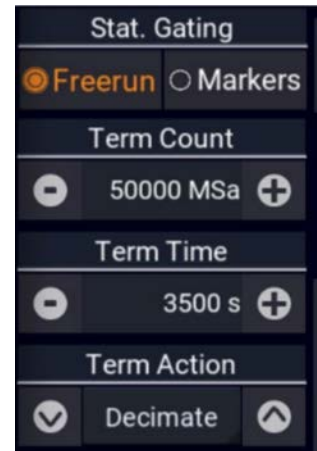 Stat. Gating
Freerun Markers
Term Count
50000 MSa
Term Time
3500 s
Term Action
Decimate